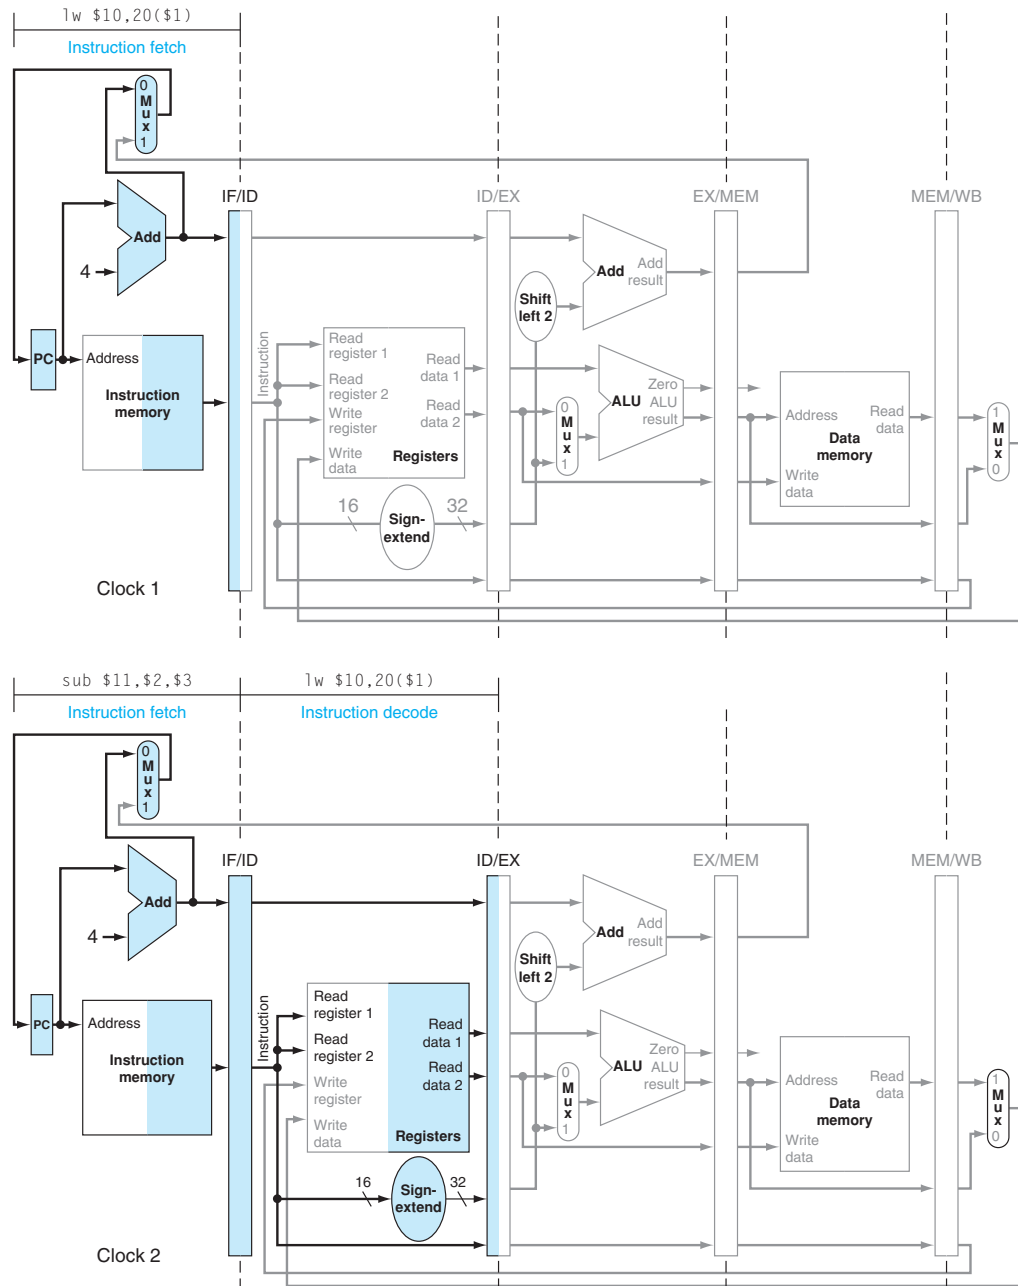 lw $10,20($1)
Instruction fetch
0
M
u
x
1
IF/ID
ID/EX
EX/MEM
MEM/WB
Add
4
Add
Add
result
Shift
left 2
PC
Address
Instruction
memory
Instruction
Read
register 1
Read
register 2
Write
register
Write
data
Read
data 1
Read
data 2
Registers
0
M
u
x
1
ALU
Zero
ALU
result
Address
Write
data
Read
data
Data
memory
1
M
u
x
0
16
Sign-
extend
32
Clock 1
sub $11,$2,$3
lw $10,20($1)
Instruction fetch
Instruction decode
0
M
u
x
1
IF/ID
ID/EX
EX/MEM
MEM/WB
Add
4
Add
Add
result
Shift
left 2
PC
Address
Instruction
memory
Instruction
Read
register 1
Read
register 2
Write
register
Write
data
Read
data 1
Read
data 2
Registers
0
M
u
x
1
ALU
Zero
ALU
result
Address
Write
data
Read
data
Data
memory
1
M
u
x
0
16
Sign-
extend
32
Clock 2